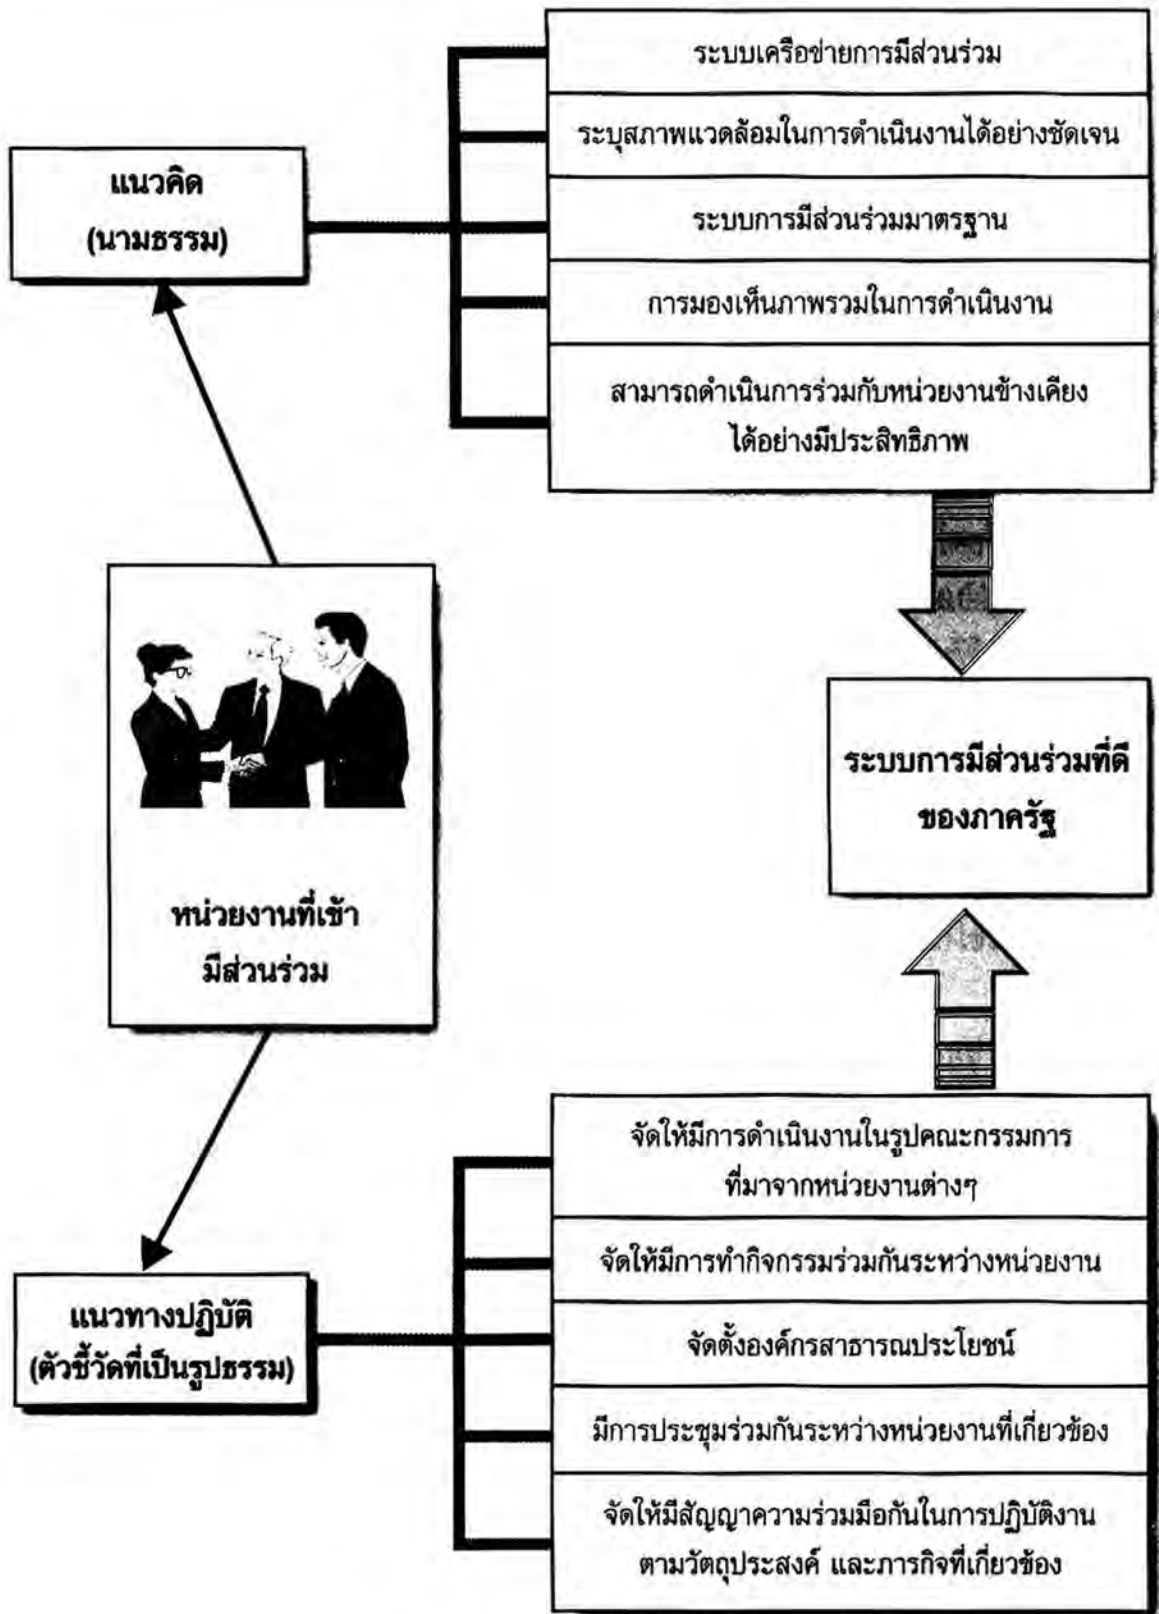 แนวคิด
(นามธรรม)
ระบบเครือข่ายการมีส่วนร่วม
ระบุสภาพแวดล้อมในการดำเนินงานได้อย่างชัดเจน
ระบบการมีส่วนร่วมมาตรฐาน
การมองเห็นภาพรวมในการดำเนินงาน
สามารถดำเนินการร่วมกับหน่วยงานข้างเคียง
ได้อย่างมีประสิทธิภาพ
หน่วยงานที่เข้า
มีส่วนร่วม
ระบบการมีส่วนร่วมที่ดี
ของภาครัฐ
แนวทางปฏิบัติ
(ตัวชี้วัดที่เป็นรูปธรรม)
จัดให้มีการดำเนินงานในรูปคณะกรรมการ
ที่มาจากหน่วยงานต่างๆ
จัดให้มีการทำกิจกรรมร่วมกันระหว่างหน่วยงาน
จัดตั้งองค์กรสาธารณประโยชน์
มีการประชุมร่วมกันระหว่างหน่วยงานที่เกี่ยวข้อง
จัดให้มีสัญญาความร่วมมือกันในการปฏิบัติงาน
ตามวัตถุประสงค์ และภารกิจที่เกี่ยวข้อง